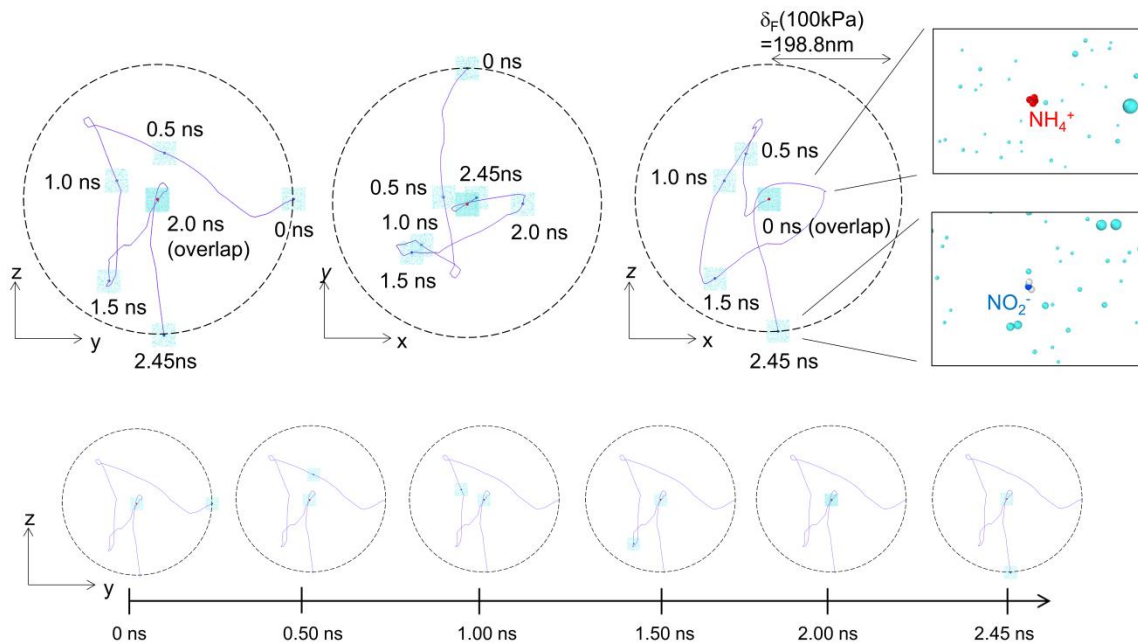 δF(100kPa)
=198.8nm
0.5 ns
1.0 ns
2.0 ns
(overlap)
0 ns
1.5 ns
2.45ns
z
y
0 ns
0.5 ns
2.45ns
1.0 ns
2.0 ns
1.5 ns
y
x
0.5 ns
1.0 ns
0 ns (overlap)
1.5 ns
2.45 ns
z
x
NH4+
NO2-
z
y
0 ns
0.50 ns
1.00 ns
1.50 ns
2.00 ns
2.45 ns